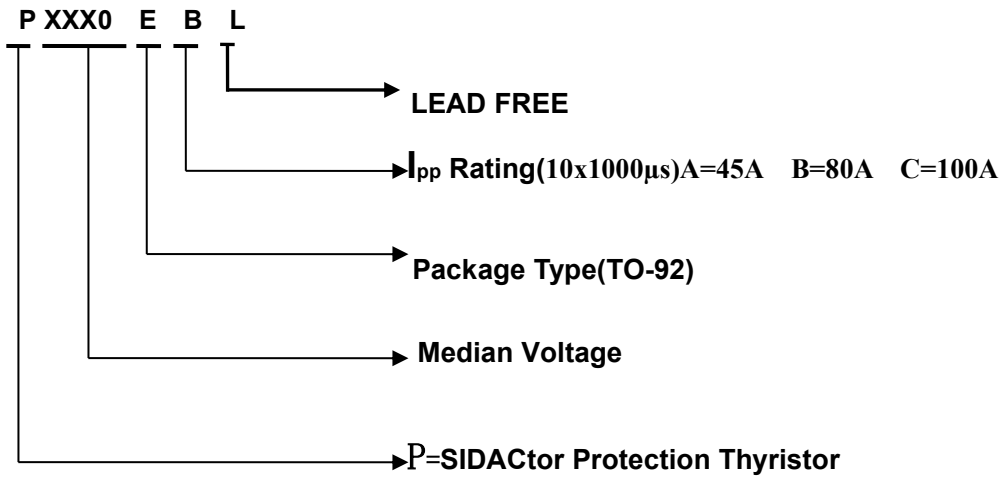 P XXX0 E B L
LEAD FREE
Ipp Rating(10x1000μs)A=45A B=80A C=100A
Package Type(TO-92)
Median Voltage
P=SIDACtor Protection Thyristor